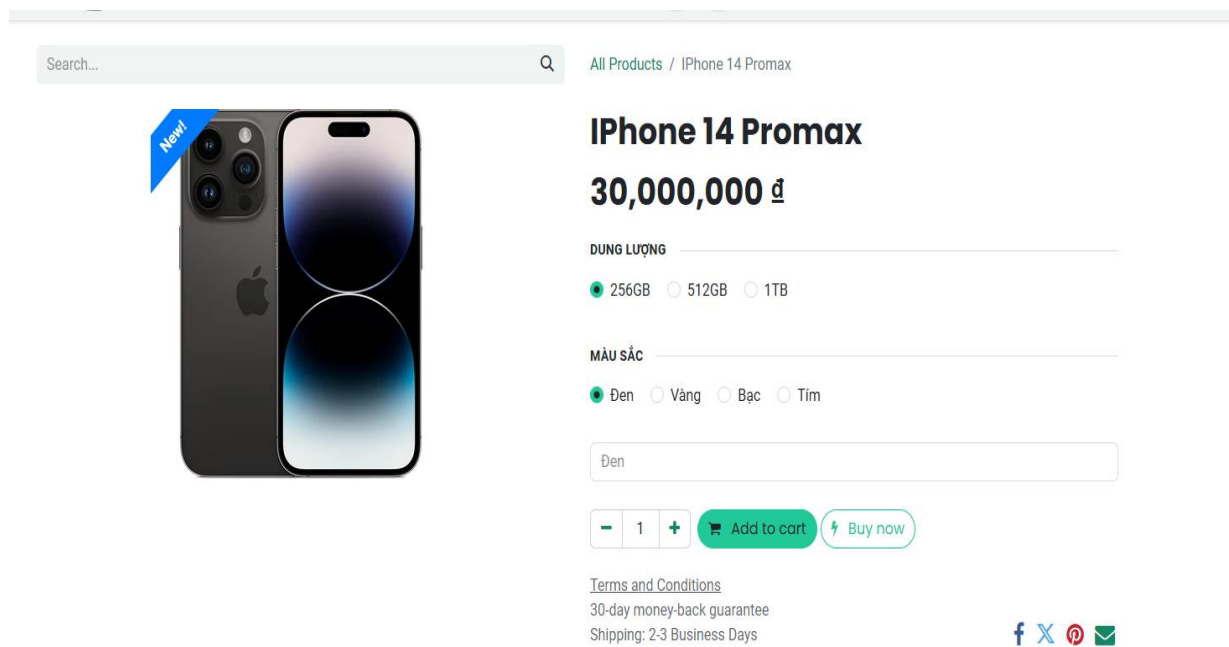 Search...
All Products / IPhone 14 Promax
New!
IPhone 14 Promax
30,000,000 ₫
DUNG LƯỢNG
256GB 512GB 1TB
MÀU SẮC
Đen Vàng Bạc Tím
Đen
- 1 + Add to cart Buy now
Terms and Conditions
30-day money-back guarantee
Shipping: 2-3 Business Days